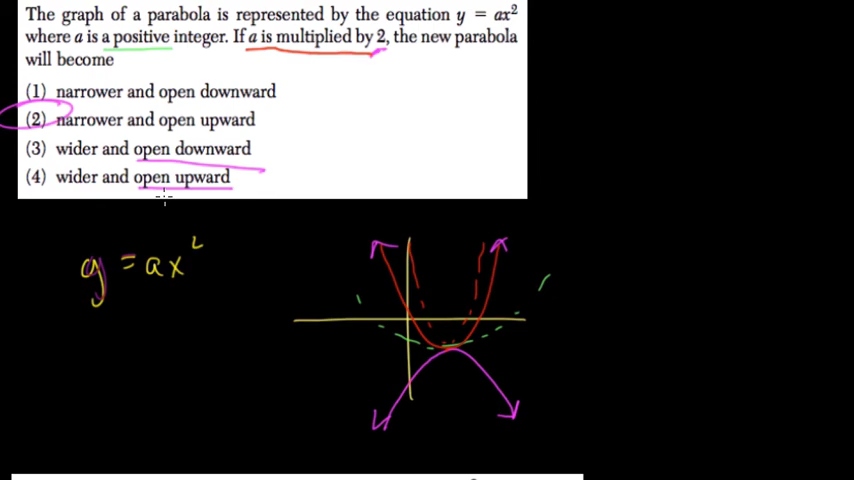 The graph of a parabola is represented by the equation y = ax²
where a is a positive integer. If a is multiplied by 2, the new parabola
will become
(1) narrower and open downward
(2) narrower and open upward
(3) wider and open downward
(4) wider and open upward
y = ax²